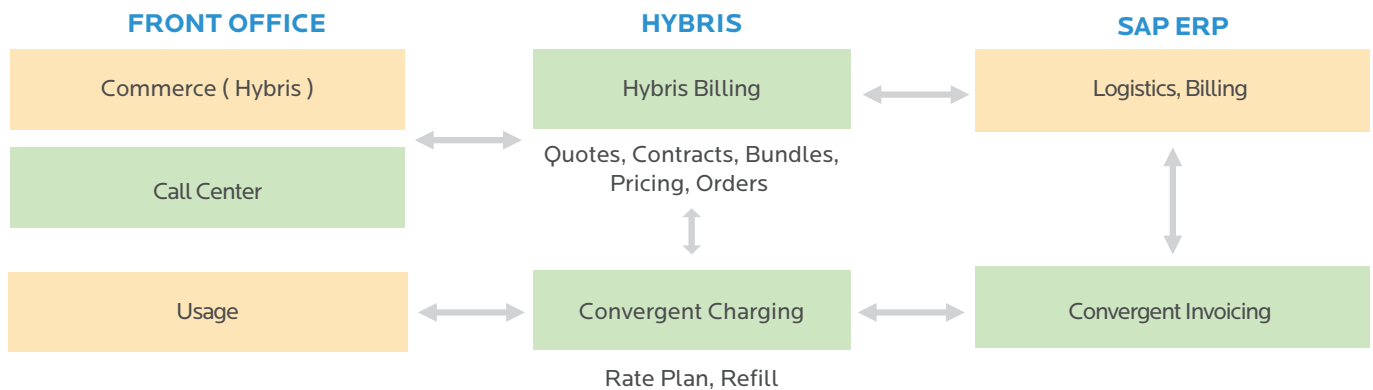 FRONT OFFICE
HYBRIS
SAP ERP
Commerce ( Hybris )
Hybris Billing
Logistics, Billing
Quotes, Contracts, Bundles,
Pricing, Orders
Call Center
Usage
Convergent Charging
Convergent Invoicing
Rate Plan, Refill